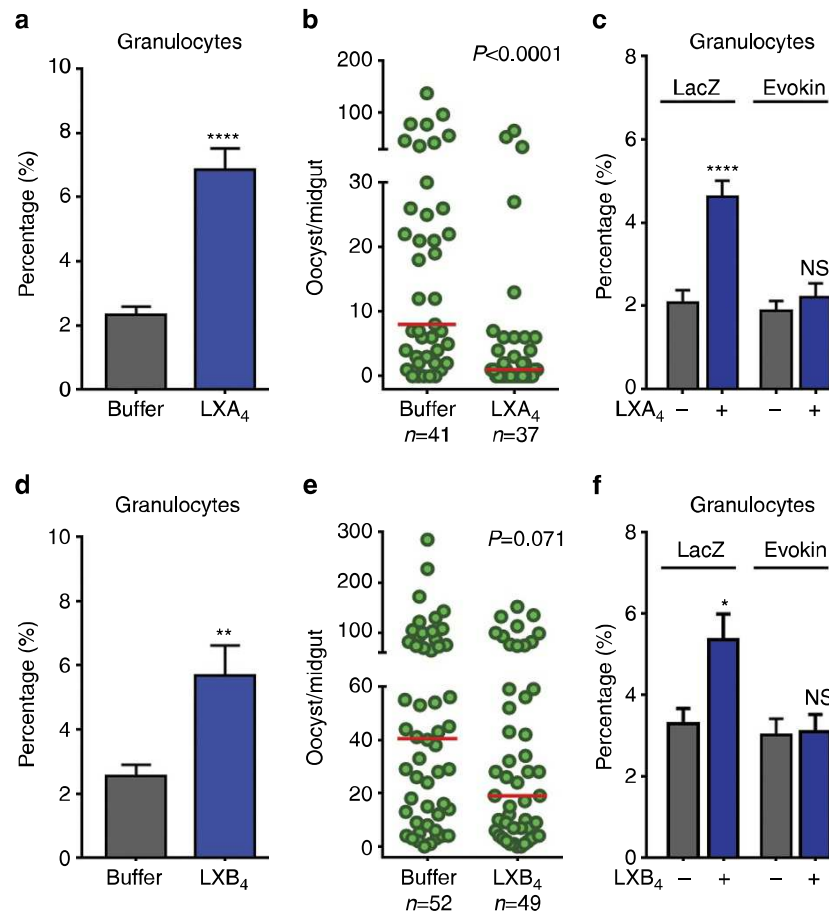 a
Granulocytes
Percentage (%)
10
8
6
4
2
0
****
Buffer
LXA4
b
P<0.0001
Oocyst/midgut
200
100
30
20
10
0
Buffer
n=41
LXA4
n=37
c
Granulocytes
LacZ
Evokin
Percentage (%)
8
6
4
2
0
****
NS
LXA4 – + – +
d
Granulocytes
Percentage (%)
10
8
6
4
2
0
**
Buffer
LXB4
e
P=0.071
Oocyst/midgut
300
200
100
60
40
20
0
Buffer
n=52
LXB4
n=49
f
Granulocytes
LacZ
Evokin
Percentage (%)
8
6
4
2
0
*
NS
LXB4 – + – +